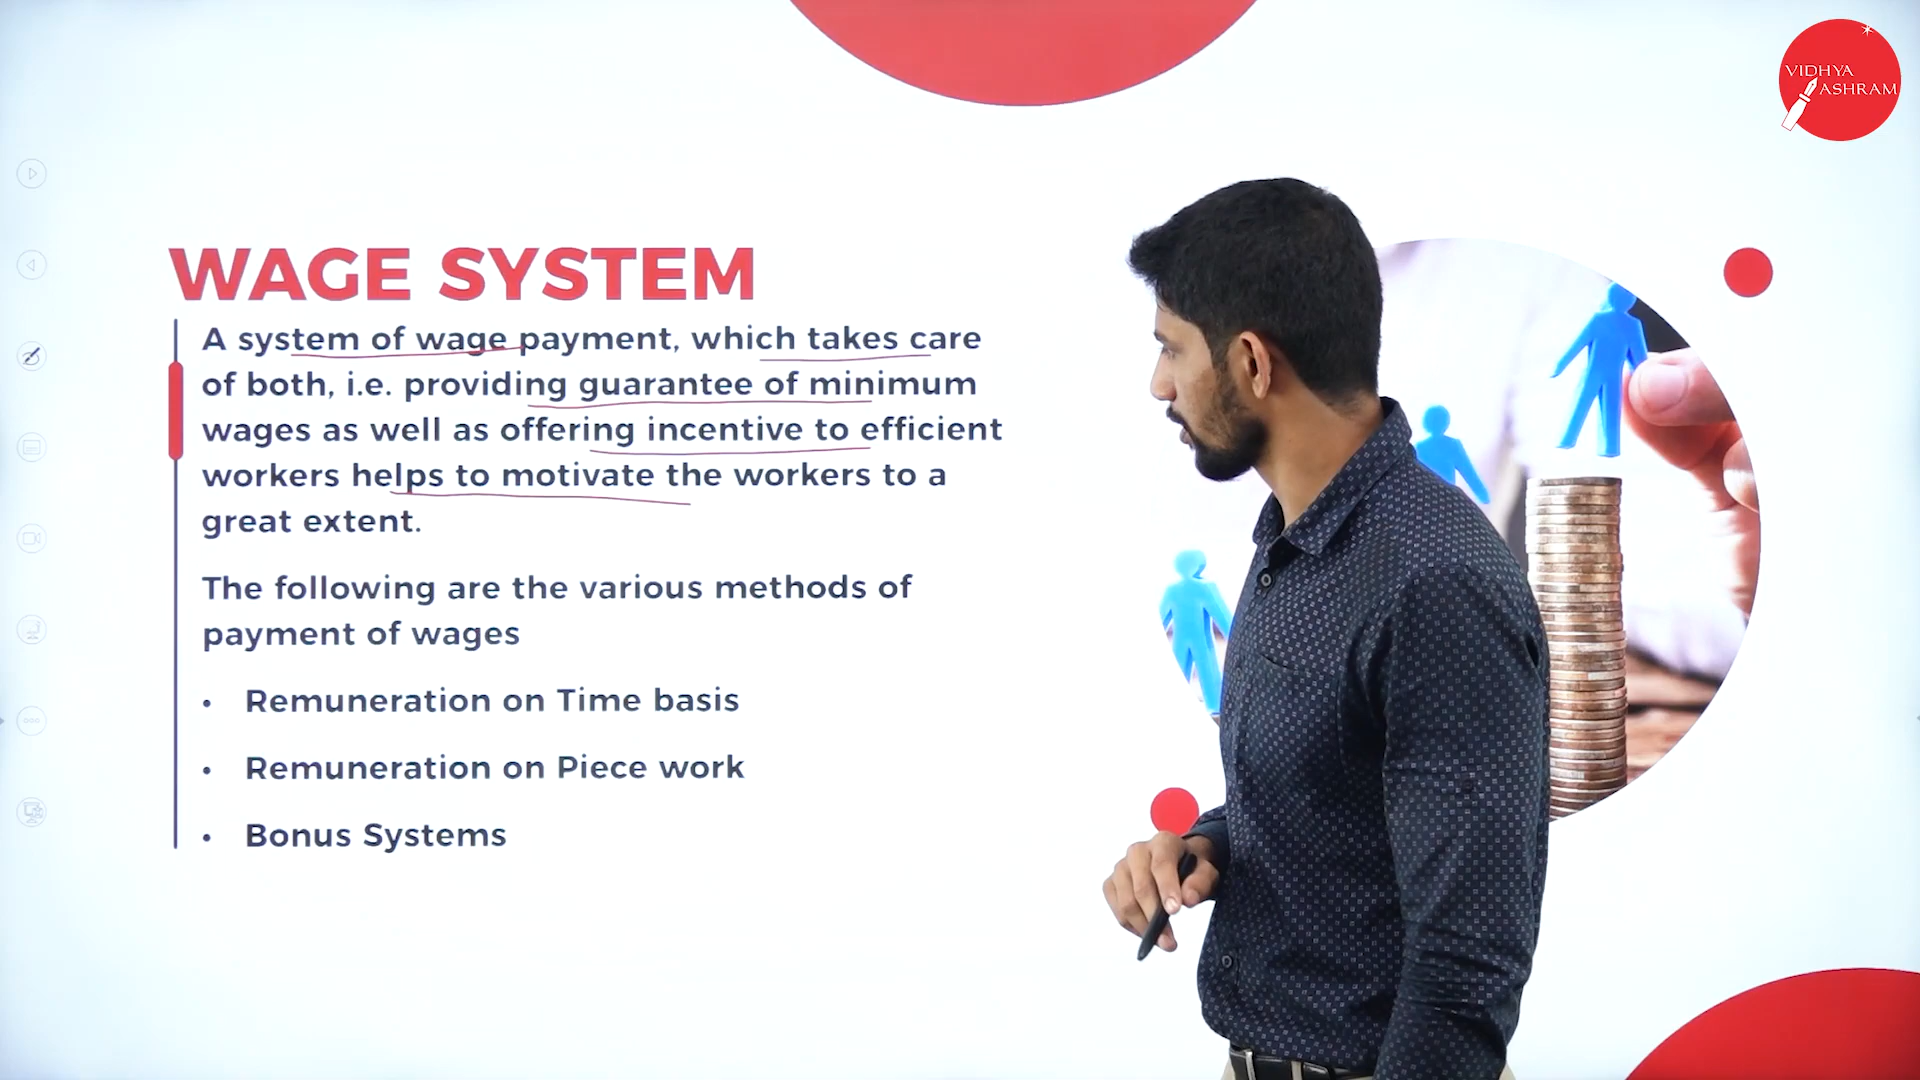 VIDHYA
ASHRAM
WAGE SYSTEM
A system of wage payment, which takes care
of both, i.e. providing guarantee of minimum
wages as well as offering incentive to efficient
workers helps to motivate the workers to a
great extent.
The following are the various methods of
payment of wages
• Remuneration on Time basis
• Remuneration on Piece work
• Bonus Systems